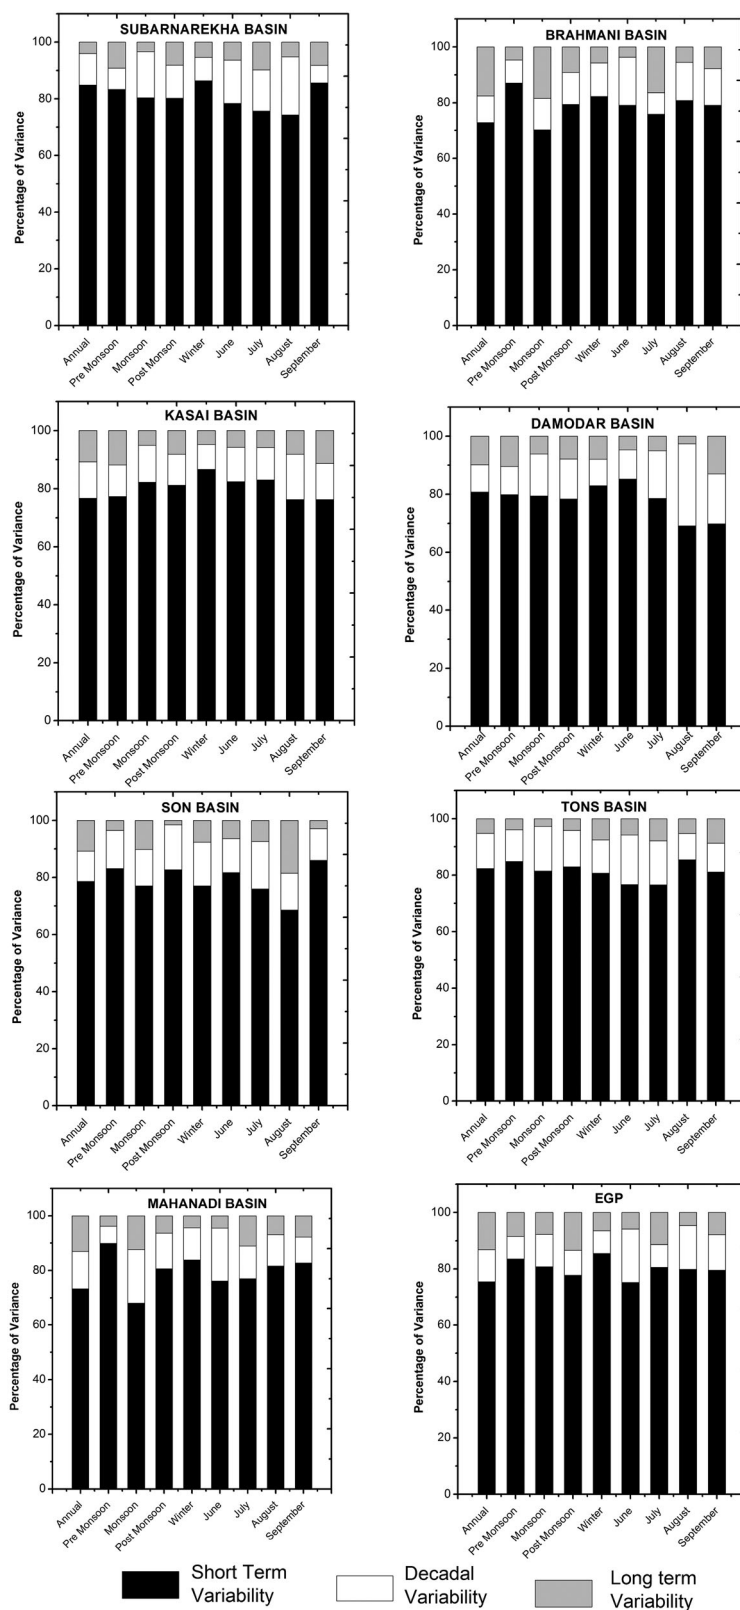 SUBARNAREKHA BASIN
Percentage of Variance
100
80
60
40
20
0
Annual
Pre Monsoon
Monsoon
Post Monsoon
Winter
June
July
August
September
BRAHMANI BASIN
Percentage of Variance
100
80
60
40
20
0
Annual
Pre Monsoon
Monsoon
Post Monsoon
Winter
June
July
August
September
KASAI BASIN
Percentage of Variance
100
80
60
40
20
0
Annual
Pre Monsoon
Monsoon
Post Monsoon
Winter
June
July
August
September
DAMODAR BASIN
Percentage of Variance
100
80
60
40
20
0
Annual
Pre Monsoon
Monsoon
Post Monsoon
Winter
June
July
August
September
SON BASIN
Percentage of Variance
100
80
60
40
20
0
Annual
Pre Monsoon
Monsoon
Post Monsoon
Winter
June
July
August
September
TONS BASIN
Percentage of Variance
100
80
60
40
20
0
Annual
Pre Monsoon
Monsoon
Post Monsoon
Winter
June
July
August
September
MAHANADI BASIN
Percentage of Variance
100
80
60
40
20
0
Annual
Pre Monsoon
Monsoon
Post Monsoon
Winter
June
July
August
September
EGP
Percentage of Variance
100
80
60
40
20
0
Annual
Pre Monsoon
Monsoon
Post Monsoon
Winter
June
July
August
September
Short Term
Variability
Decadal
Variability
Long term
Variability